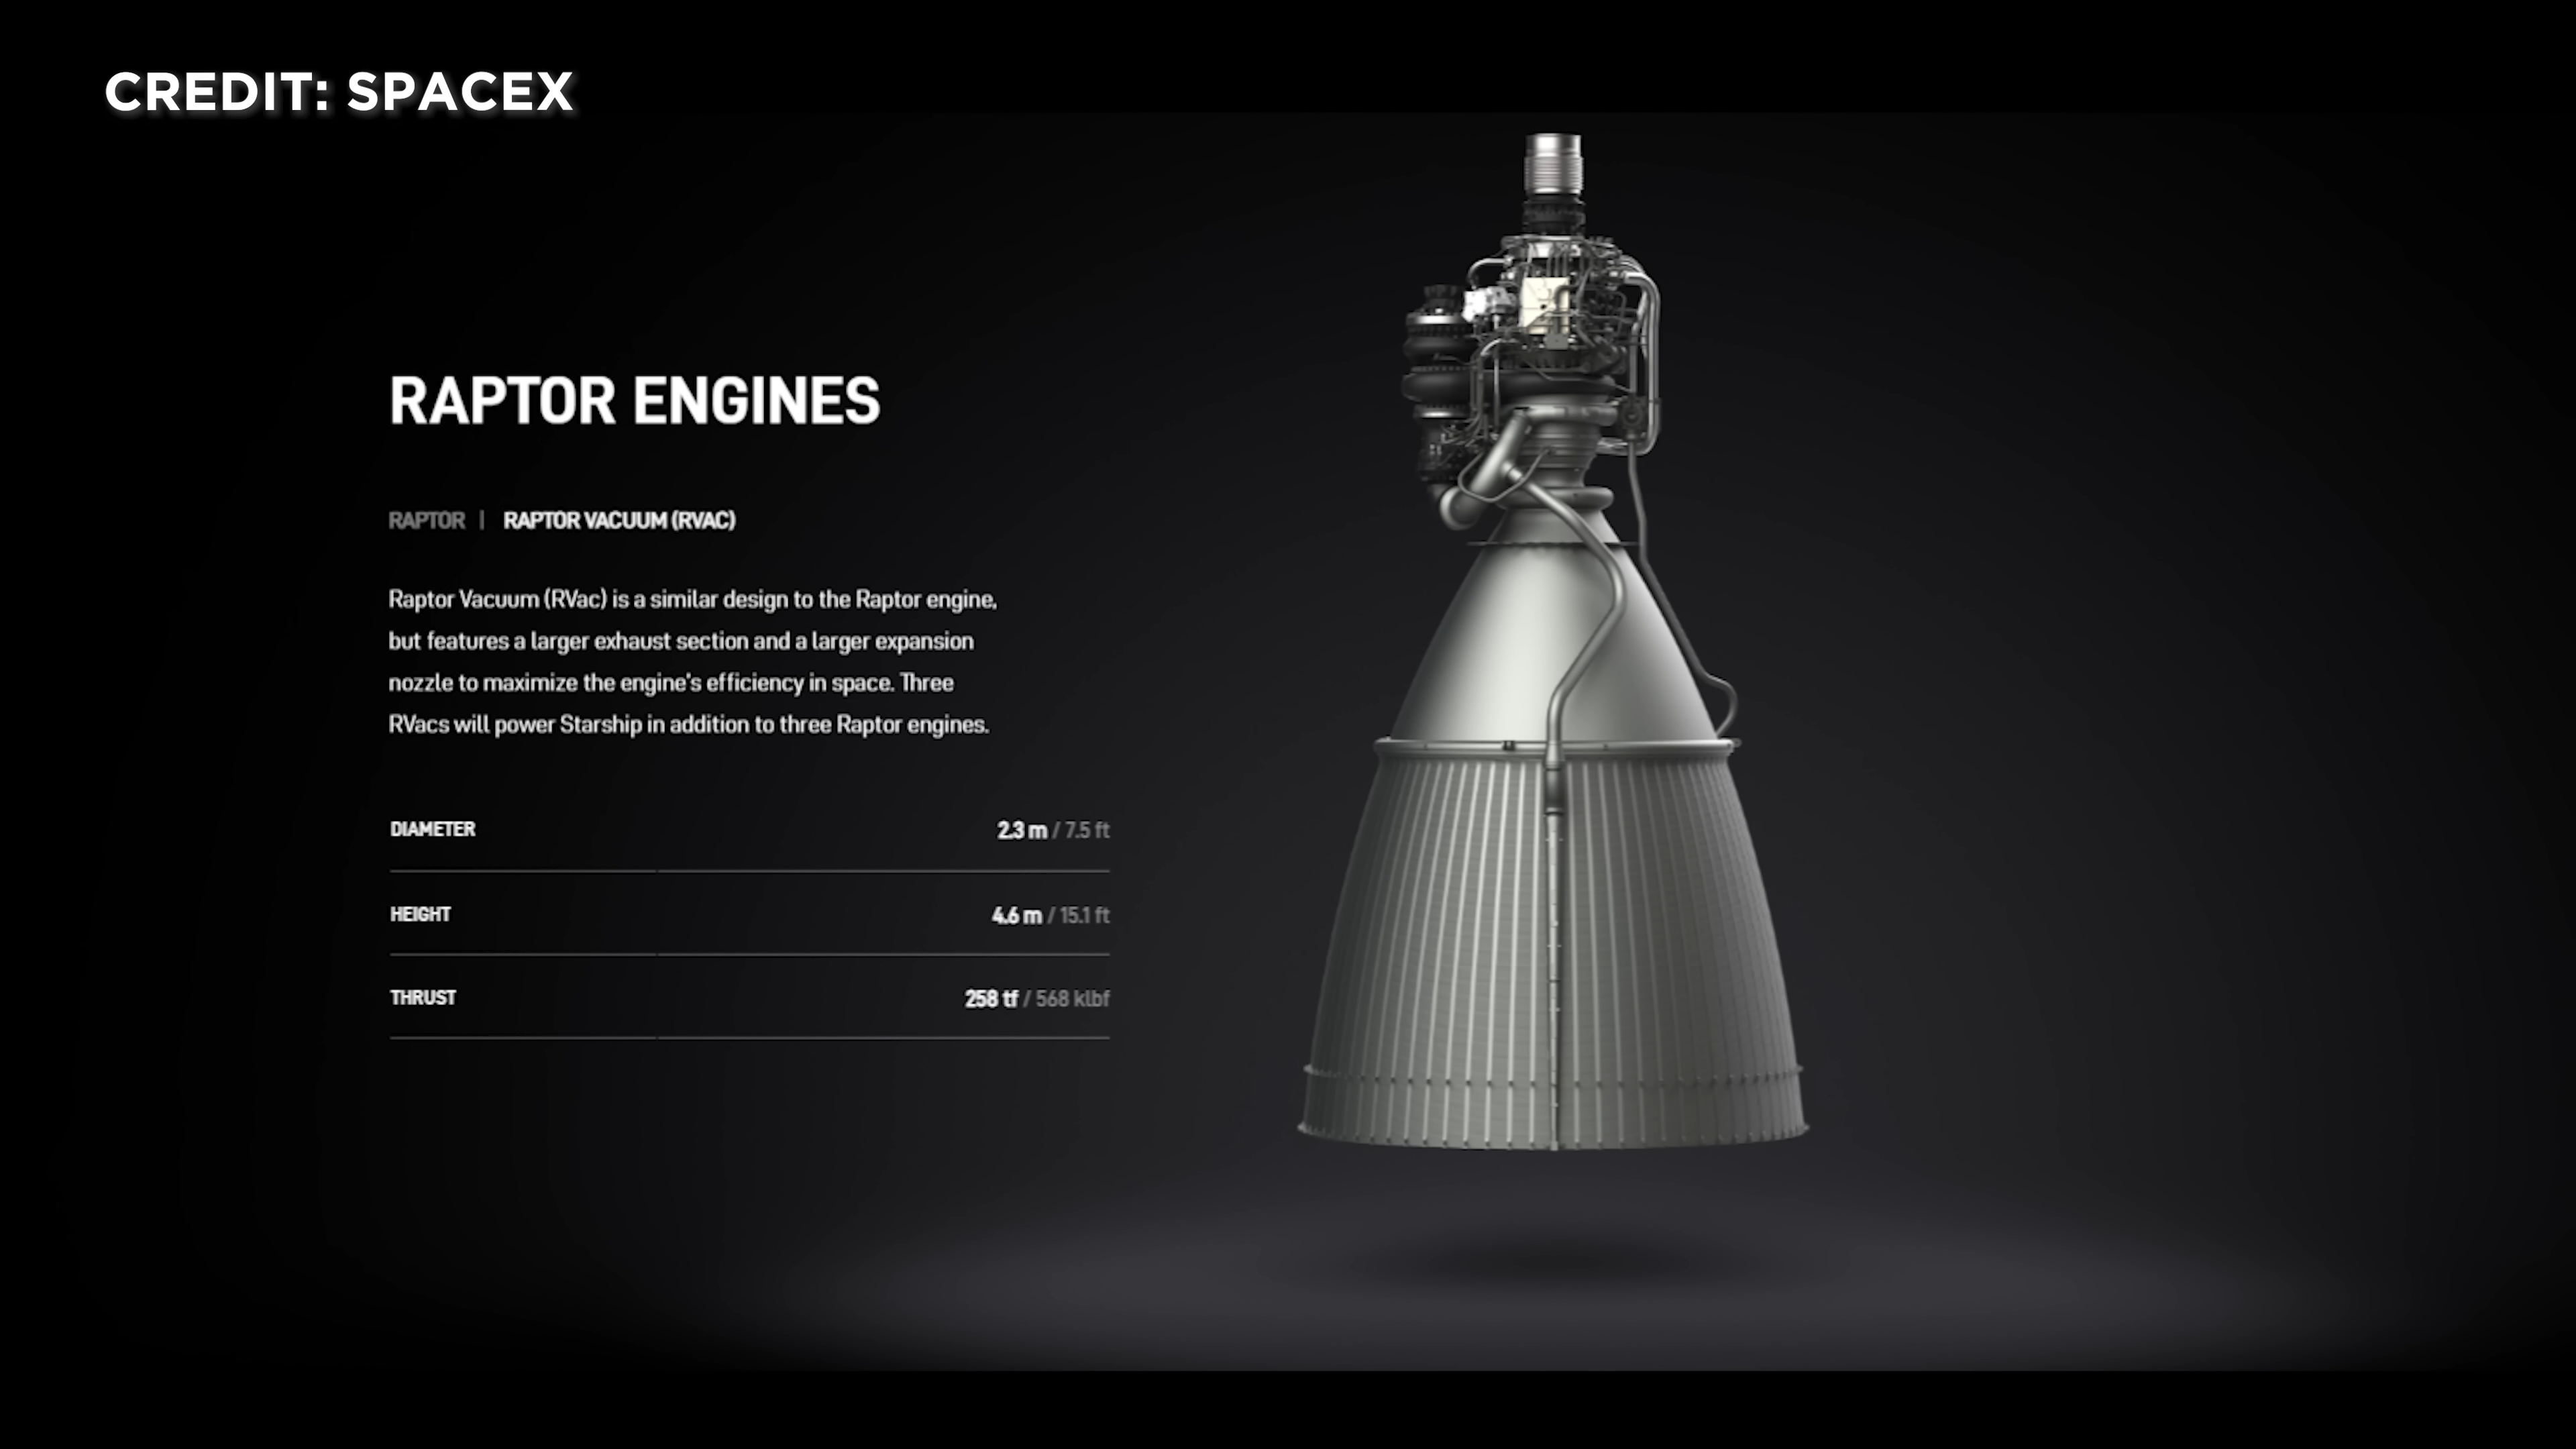 CREDIT: SPACEX
RAPTOR ENGINES
RAPTOR | RAPTOR VACUUM (RVAC)
Raptor Vacuum (RVac) is a similar design to the Raptor engine,
but features a larger exhaust section and a larger expansion
nozzle to maximize the engine's efficiency in space. Three
RVacs will power Starship in addition to three Raptor engines.
DIAMETER 2.3 m / 7.5 ft
HEIGHT 4.6 m / 15.1 ft
THRUST 258 tf / 568 klbf